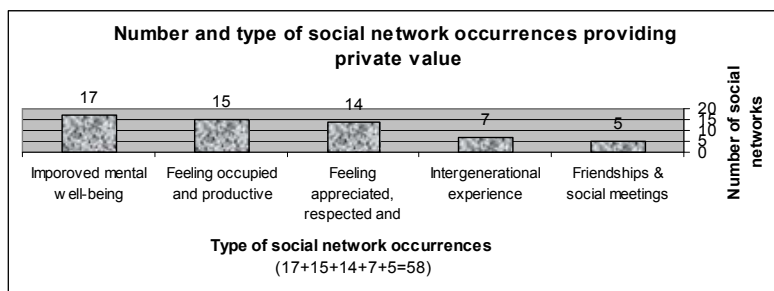 Number and type of social network occurrences providing
private value
17
15
14
7
5
20
15
10
5
0
Number of social
networks
Imporoved mental
well-being
Feeling occupied
and productive
Feeling
appreciated,
respected and
Intergenerational
experience
Friendships &
social meetings
Type of social network occurrences
(17+15+14+7+5=58)